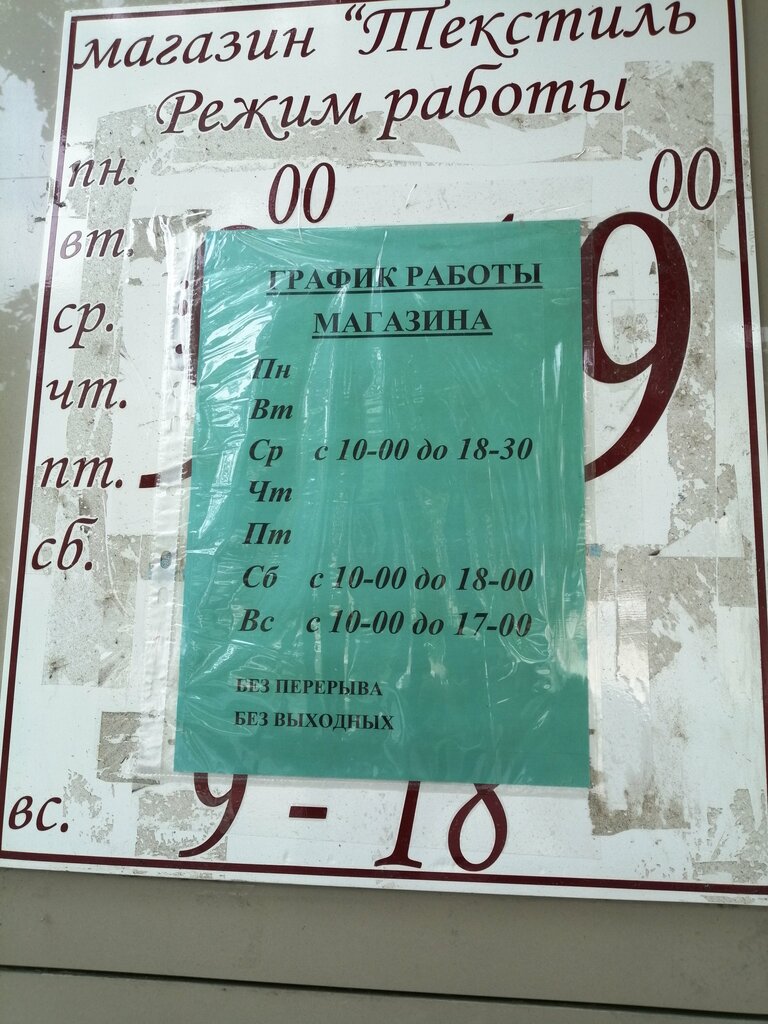 магазин “Текстиль
Режим работы
пн.
вт.
ср.
чт.
пт.
сб.
00
00
9
ГРАФИК РАБОТЫ
МАГАЗИНА
Пн
Вт
Ср с 10-00 до 18-30
Чт
Пт
Сб с 10-00 до 18-00
Вс с 10-00 до 17-00
БЕЗ ПЕРЕРЫВА
БЕЗ ВЫХОДНЫХ
вс. 9 - 18